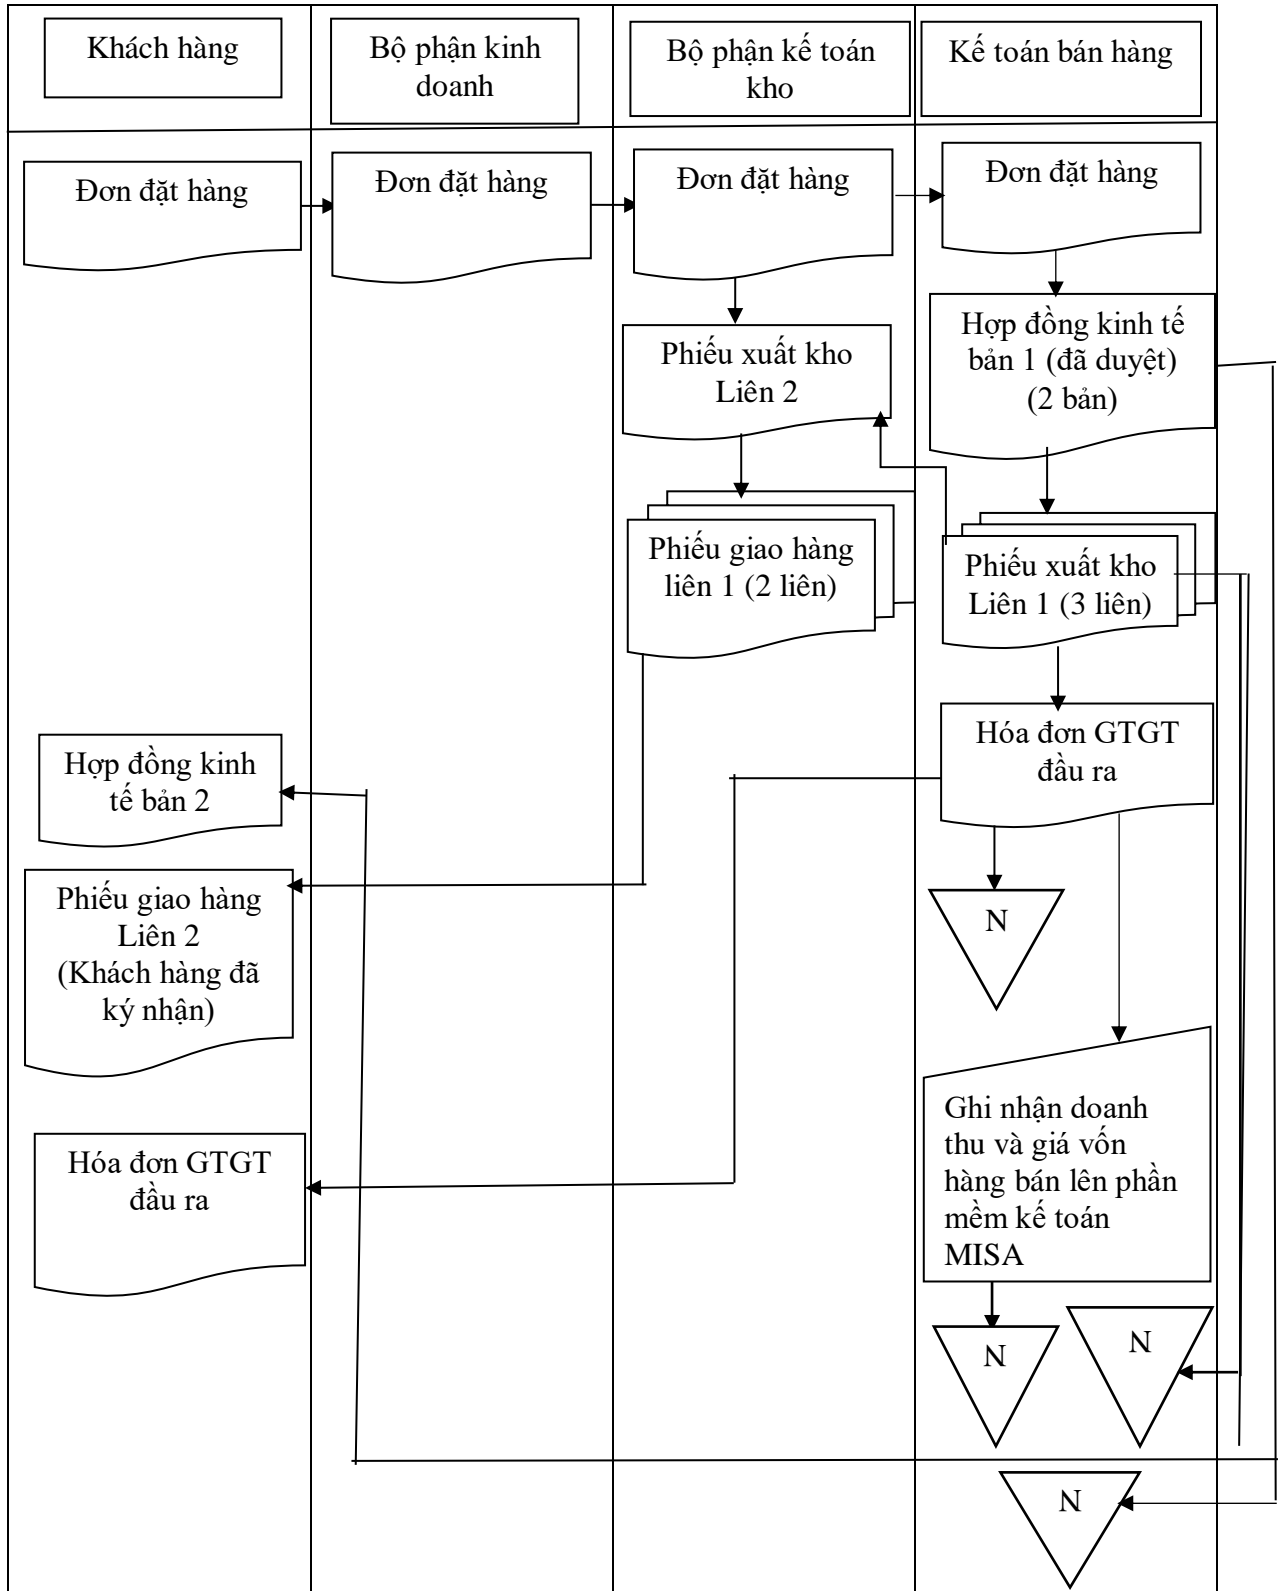 Khách hàng
Bộ phận kinh
doanh
Bộ phận kế toán
kho
Kế toán bán hàng
Đơn đặt hàng
Đơn đặt hàng
Đơn đặt hàng
Đơn đặt hàng
Hợp đồng kinh tế
bản 1 (đã duyệt)
(2 bản)
Phiếu xuất kho
Liên 2
Phiếu giao hàng
liên 1 (2 liên)
Phiếu xuất kho
Liên 1 (3 liên)
Hóa đơn GTGT
đầu ra
Hợp đồng kinh
tế bản 2
Phiếu giao hàng
Liên 2
(Khách hàng đã
ký nhận)
N
Hóa đơn GTGT
đầu ra
Ghi nhận doanh
thu và giá vốn
hàng bán lên phần
mềm kế toán
MISA
N
N
N